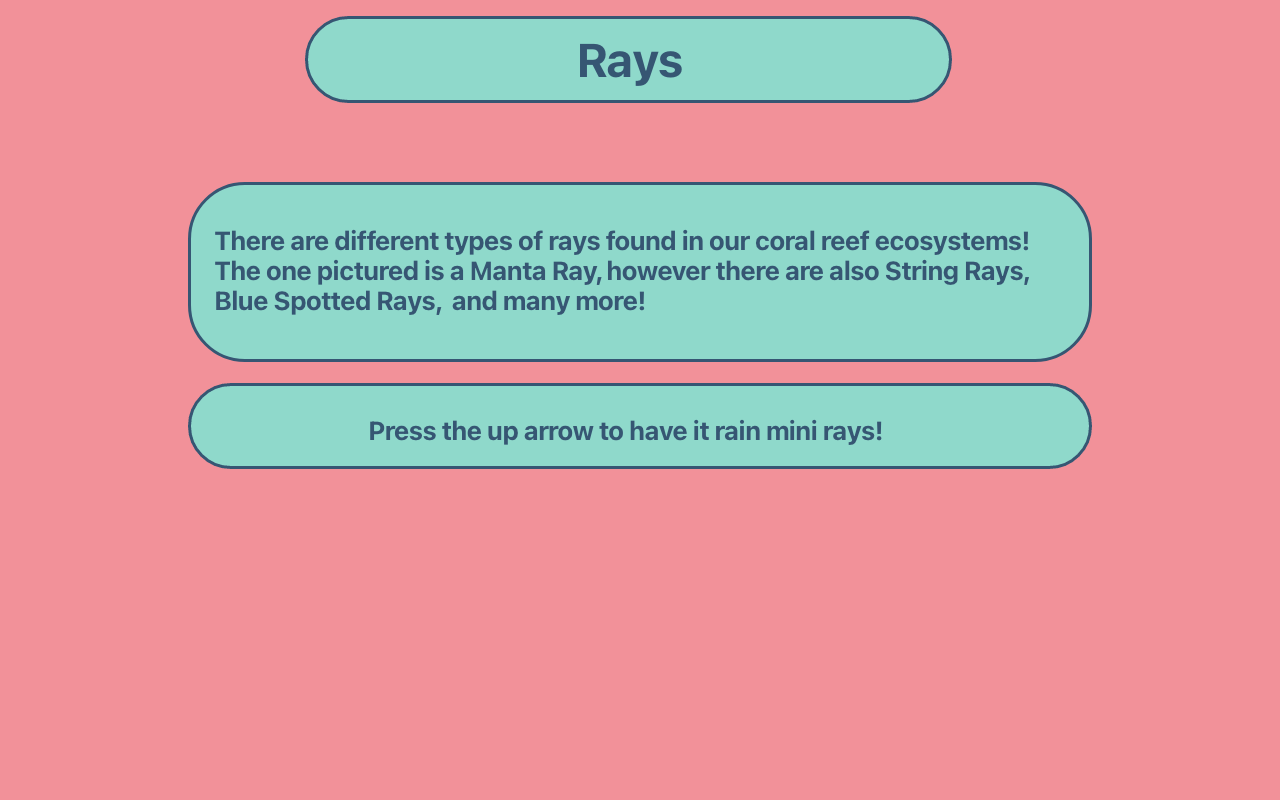 Rays
There are different types of rays found in our coral reef ecosystems!
The one pictured is a Manta Ray, however there are also String Rays,
Blue Spotted Rays,  and many more!
Press the up arrow to have it rain mini rays!